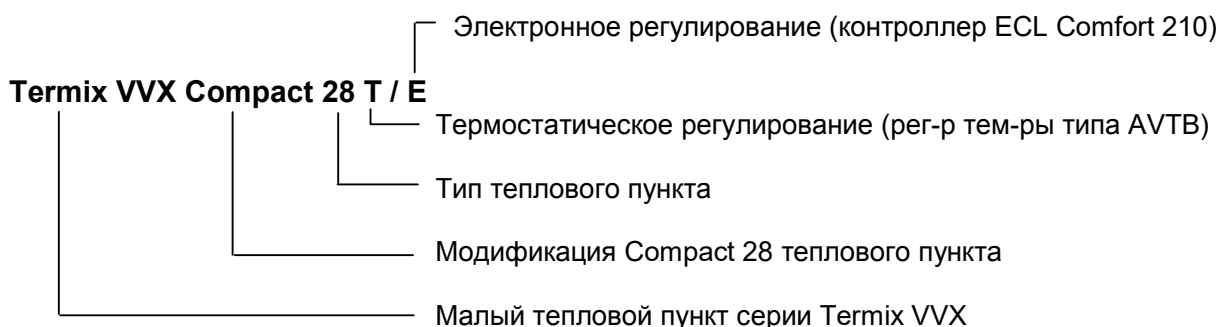 Электронное регулирование (контроллер ECL Comfort 210)
Termix VVX Compact 28 T / E
Термостатическое регулирование (рег-р тем-ры типа AVTB)
Тип теплового пункта
Модификация Compact 28 теплового пункта
Малый тепловой пункт серии Termix VVX